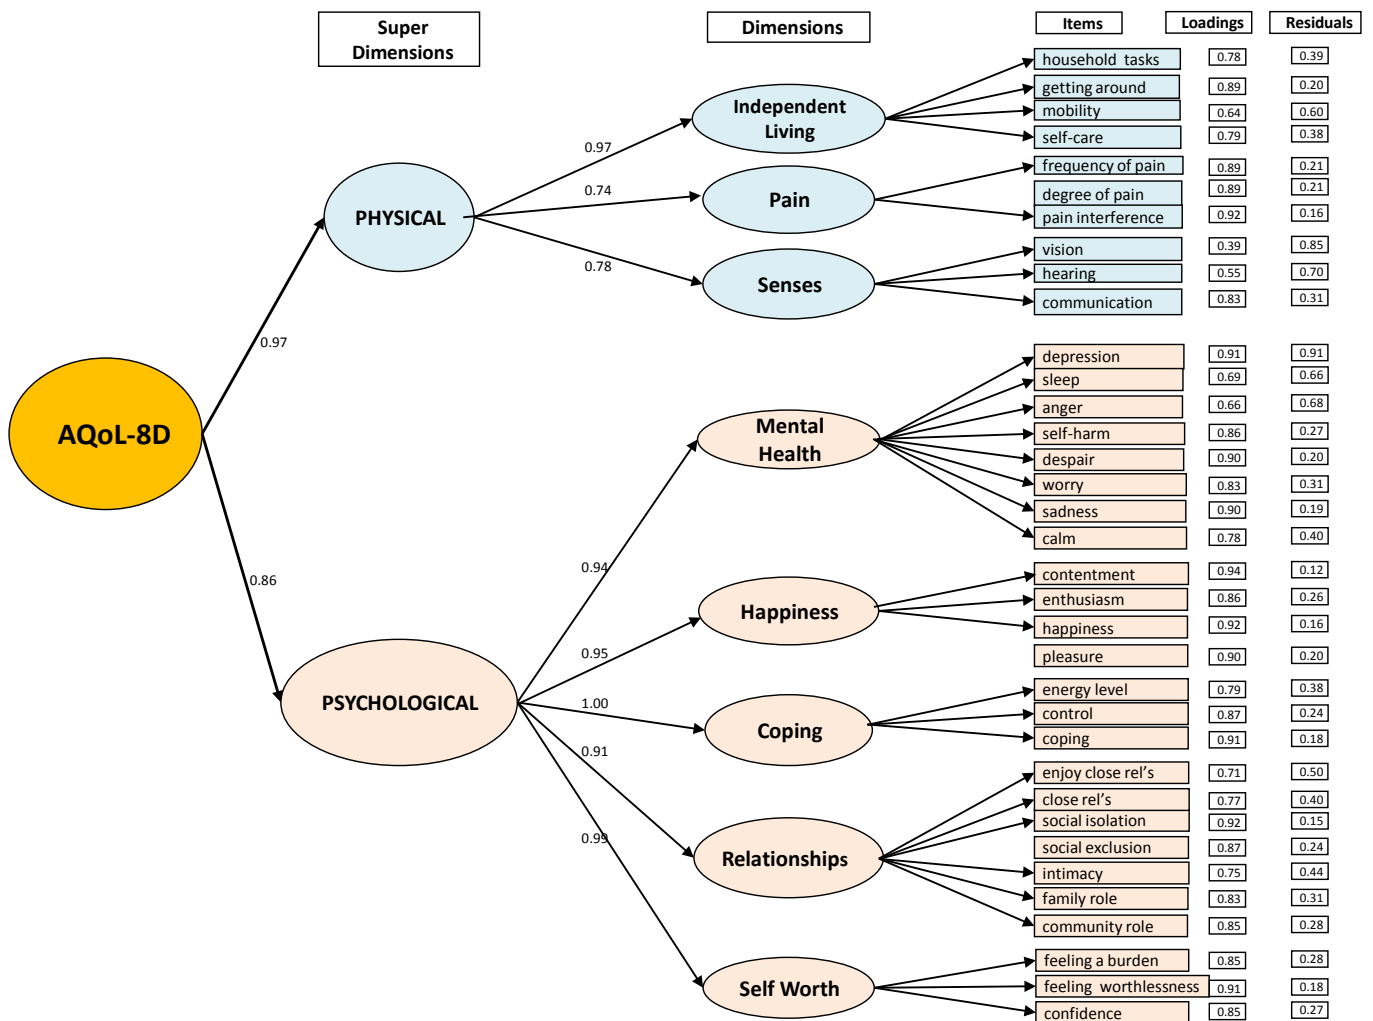 Super
Dimensions
Dimensions
Items Loadings Residuals
household tasks 0.78 0.39
getting around 0.89 0.20
mobility 0.64 0.60
self-care 0.79 0.38
Independent
Living
0.97
frequency of pain 0.89 0.21
degree of pain 0.89 0.21
pain interference 0.92 0.16
Pain
0.74
PHYSICAL
vision 0.39 0.85
hearing 0.55 0.70
communication 0.83 0.31
Senses
0.78
0.97
AQoL-8D
depression 0.91 0.91
sleep 0.69 0.66
anger 0.66 0.68
self-harm 0.86 0.27
despair 0.90 0.20
worry 0.83 0.31
sadness 0.90 0.19
calm 0.78 0.40
Mental
Health
0.94
0.86
contentment 0.94 0.12
enthusiasm 0.86 0.26
happiness 0.92 0.16
pleasure 0.90 0.20
Happiness
0.95
PSYCHOLOGICAL
energy level 0.79 0.38
control 0.87 0.24
coping 0.91 0.18
Coping
1.00
enjoy close rel’s 0.71 0.50
close rel’s 0.77 0.40
social isolation 0.92 0.15
social exclusion 0.87 0.24
intimacy 0.75 0.44
family role 0.83 0.31
community role 0.85 0.28
Relationships
0.91
feeling a burden 0.85 0.28
feeling worthlessness 0.91 0.18
confidence 0.85 0.27
Self Worth
0.99